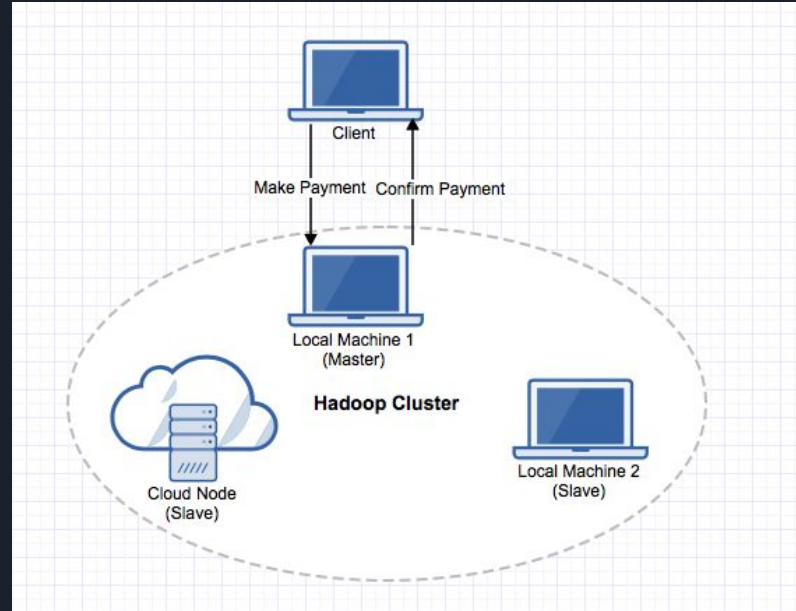 Client
Make Payment
Confirm Payment
Local Machine 1
(Master)
Hadoop Cluster
Cloud Node
(Slave)
Local Machine 2
(Slave)